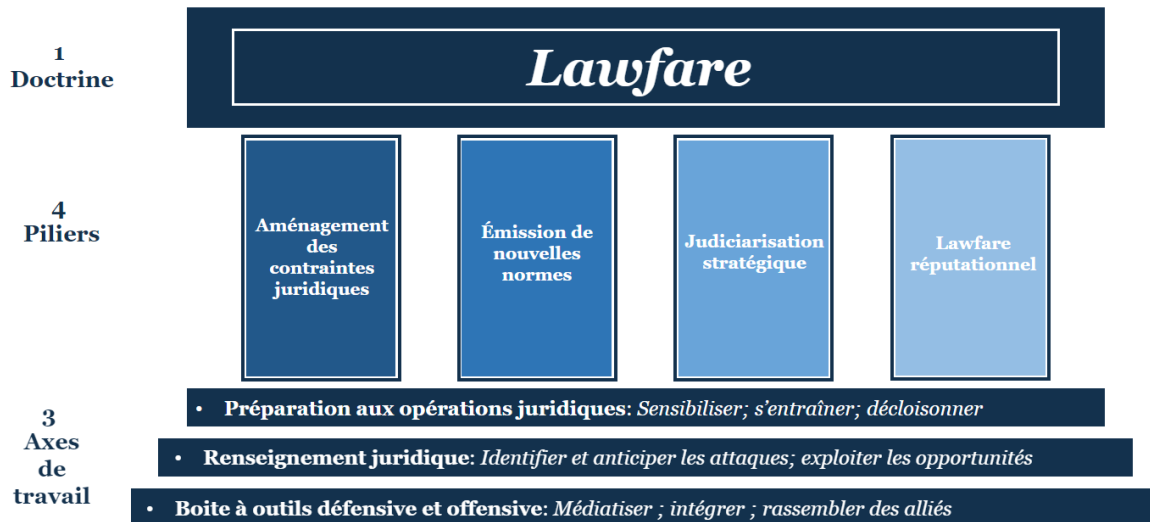 1
Doctrine
Lawfare
4
Piliers
Aménagement
des
contraintes
juridiques
Émission de
nouvelles
normes
Judiciarisation
stratégique
Lawfare
réputationnel
3
Axes
de
travail
• Préparation aux opérations juridiques: Sensibiliser; s’entraîner; décloisonner
• Renseignement juridique: Identifier et anticiper les attaques; exploiter les opportunités
• Boite à outils défensive et offensive: Médiatiser ; intégrer ; rassembler des alliés